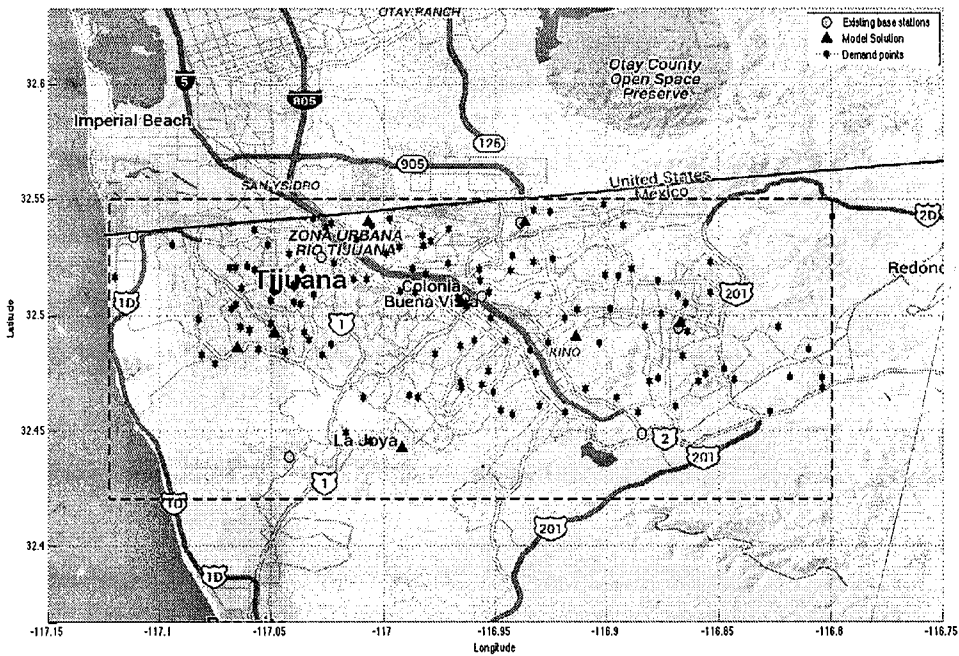 OTAY RANCH
Existing base stations
Model Solution
Demand points
5
805
Otay County
Open Space
Preserve
32.6
Imperial Beach
125
905
SAN YSIDRO
United States
Mexico
32.55
2D
ZONA URBANA
RIO TIJUANA
Tijuana
Redond
Colonia
Buena Vista
201
1D
1
32.5
Latitude
RINO
32.45
La Joya
2
201
1
1D
201
32.4
1D
-117.15
-117.1
-117.05
-117
-116.95
-116.9
-116.85
-116.8
-116.75
Longitude